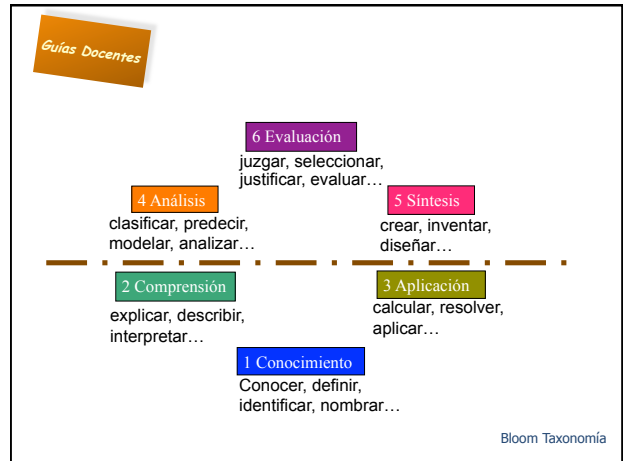 Guías Docentes
6 Evaluación
juzgar, seleccionar,
justificar, evaluar…
4 Análisis
clasificar, predecir,
modelar, analizar…
5 Síntesis
crear, inventar,
diseñar…
2 Comprensión
explicar, describir,
interpretar…
3 Aplicación
calcular, resolver,
aplicar…
1 Conocimiento
Conocer, definir,
identificar, nombrar…
Bloom Taxonomía